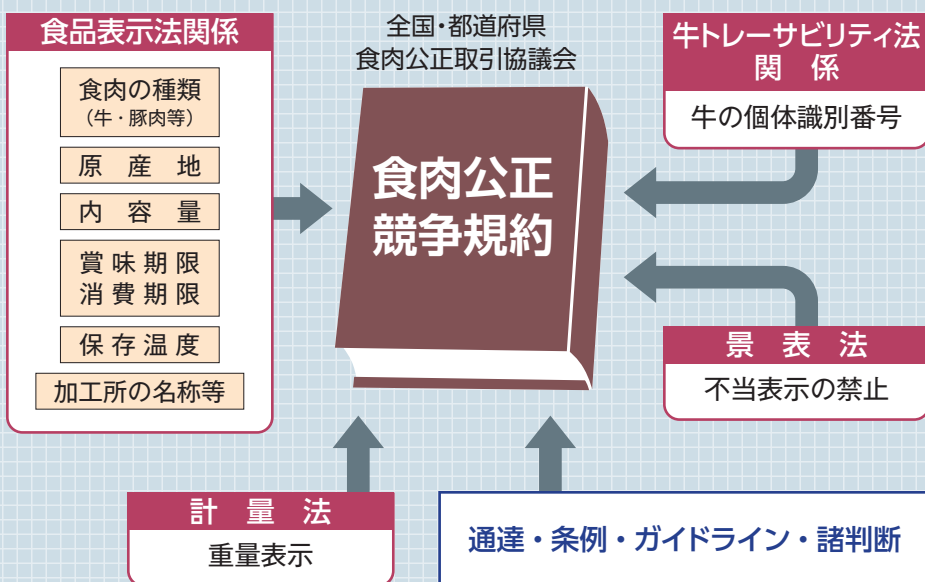 食品表示法関係
食肉の種類
（牛・豚肉等）
原産地
内容量
賞味期限
消費期限
保存温度
加工所の名称等
全国・都道府県
食肉公正取引協議会
食肉公正
競争規約
牛トレーサビリティ法
関係
牛の個体識別番号
景表法
不当表示の禁止
計量法
重量表示
通達・条例・ガイドライン・諸判断